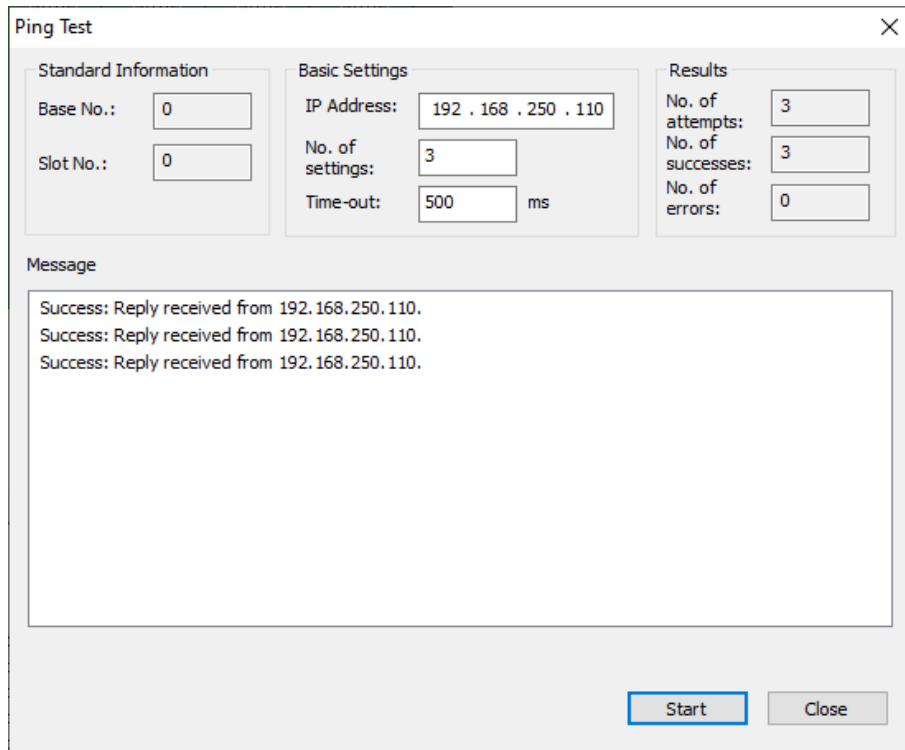 Ping Test
Standard Information
Base No.: 0
Slot No.: 0
Basic Settings
IP Address: 192 . 168 . 250 . 110
No. of
settings: 3
Time-out: 500 ms
Results
No. of
attempts: 3
No. of
successes: 3
No. of
errors: 0
Message
Success: Reply received from 192.168.250.110.
Success: Reply received from 192.168.250.110.
Success: Reply received from 192.168.250.110.
Start Close